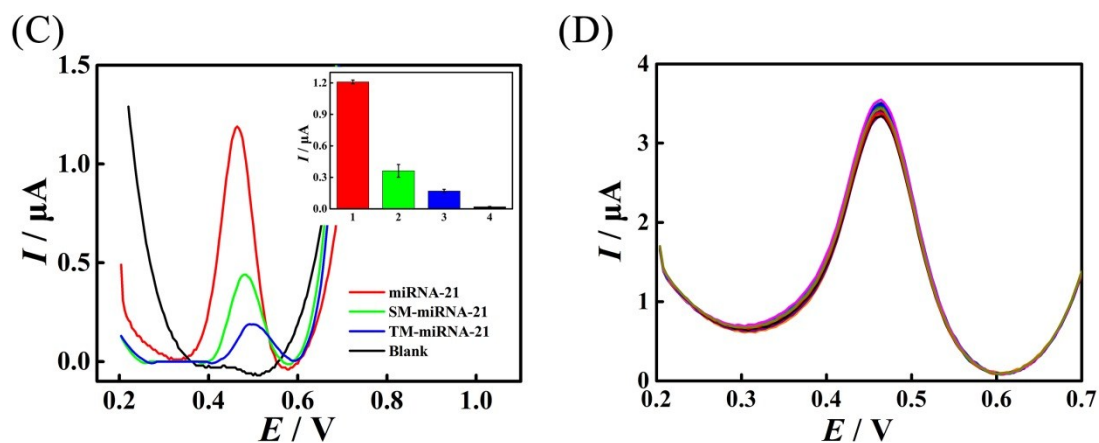 (C)
1.5
1.0
0.5
0.0
I / μA
0.2 0.4 0.6 0.8 1.0
E / V
1.2
0.9
0.6
0.3
0.0
I / μA
1 2 3 4
miRNA-21
SM-miRNA-21
TM-miRNA-21
Blank
(D)
4
3
2
1
0
I / μA
0.2 0.3 0.4 0.5 0.6 0.7
E / V